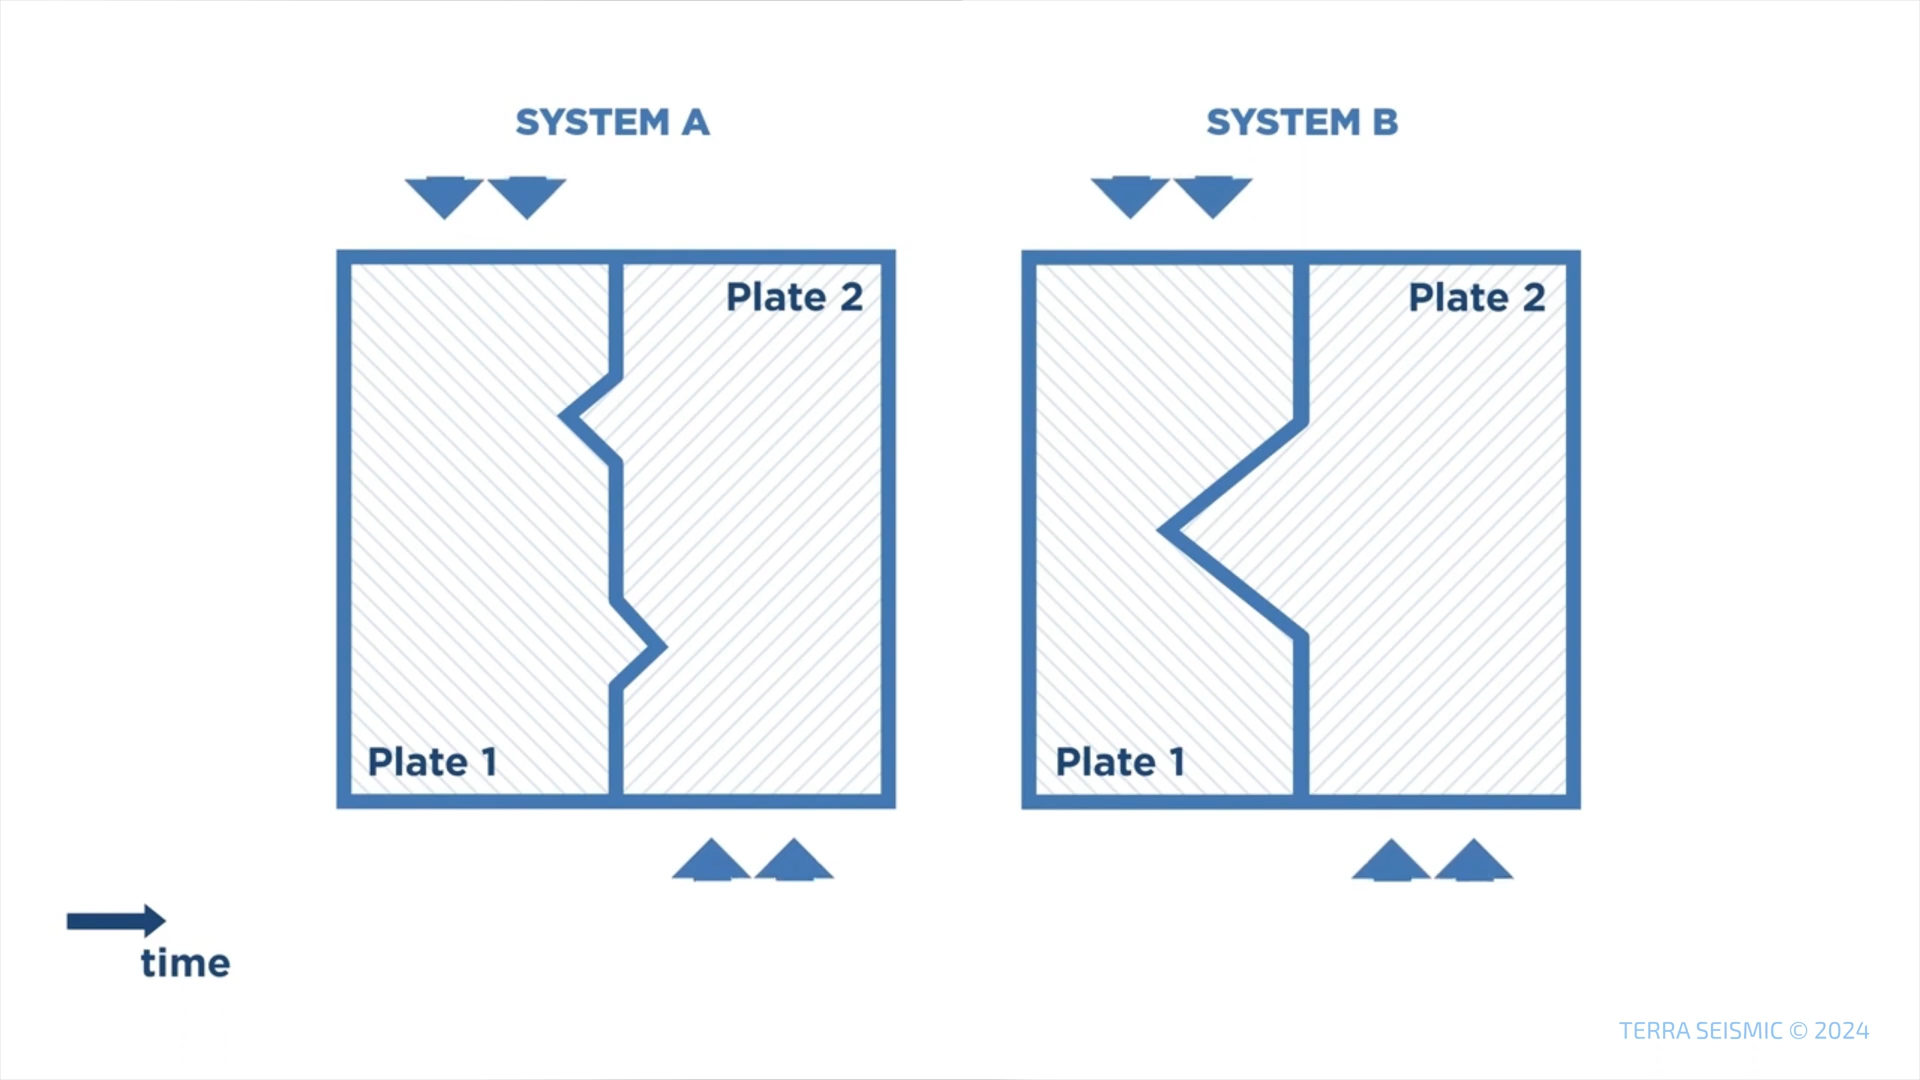 SYSTEM A
SYSTEM B
Plate 2
Plate 2
Plate 1
Plate 1
time
TERRA SEISMIC © 2024